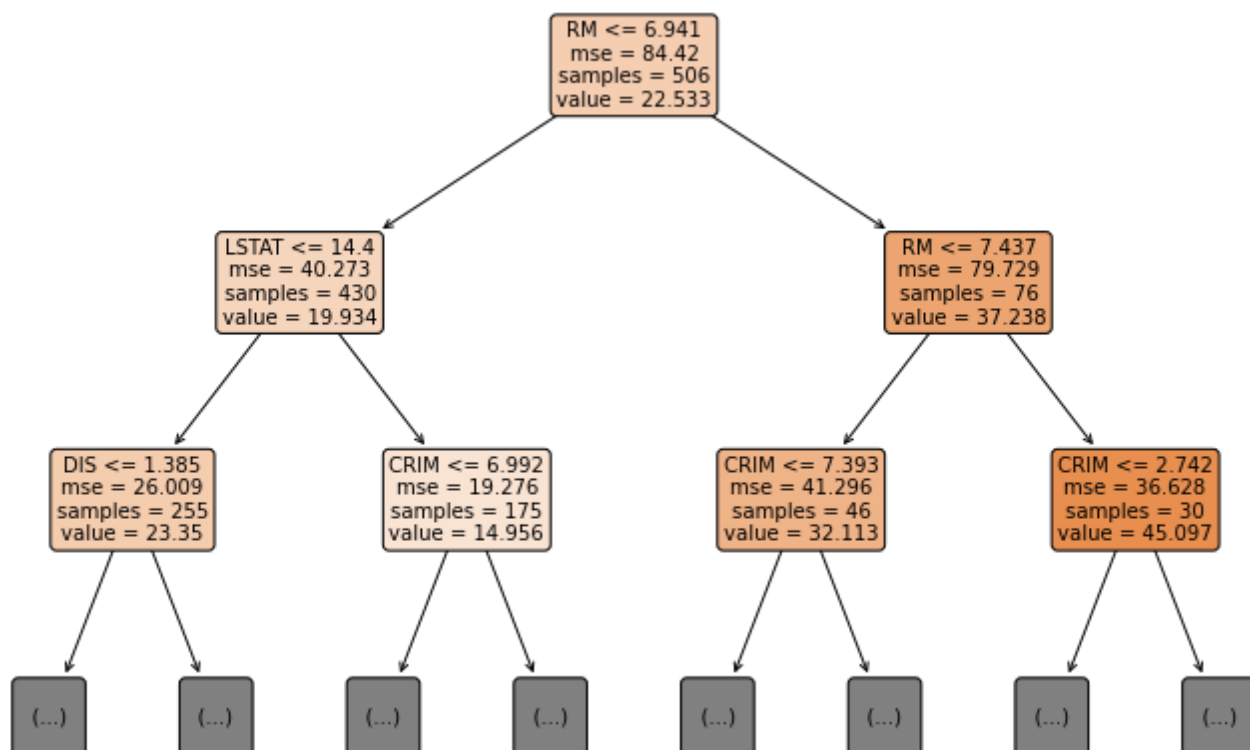 RM <= 6.941
mse = 84.42
samples = 506
value = 22.533
LSTAT <= 14.4
mse = 40.273
samples = 430
value = 19.934
RM <= 7.437
mse = 79.729
samples = 76
value = 37.238
DIS <= 1.385
mse = 26.009
samples = 255
value = 23.35
CRIM <= 6.992
mse = 19.276
samples = 175
value = 14.956
CRIM <= 7.393
mse = 41.296
samples = 46
value = 32.113
CRIM <= 2.742
mse = 36.628
samples = 30
value = 45.097
(...)
(...)
(...)
(...)
(...)
(...)
(...)
(...)